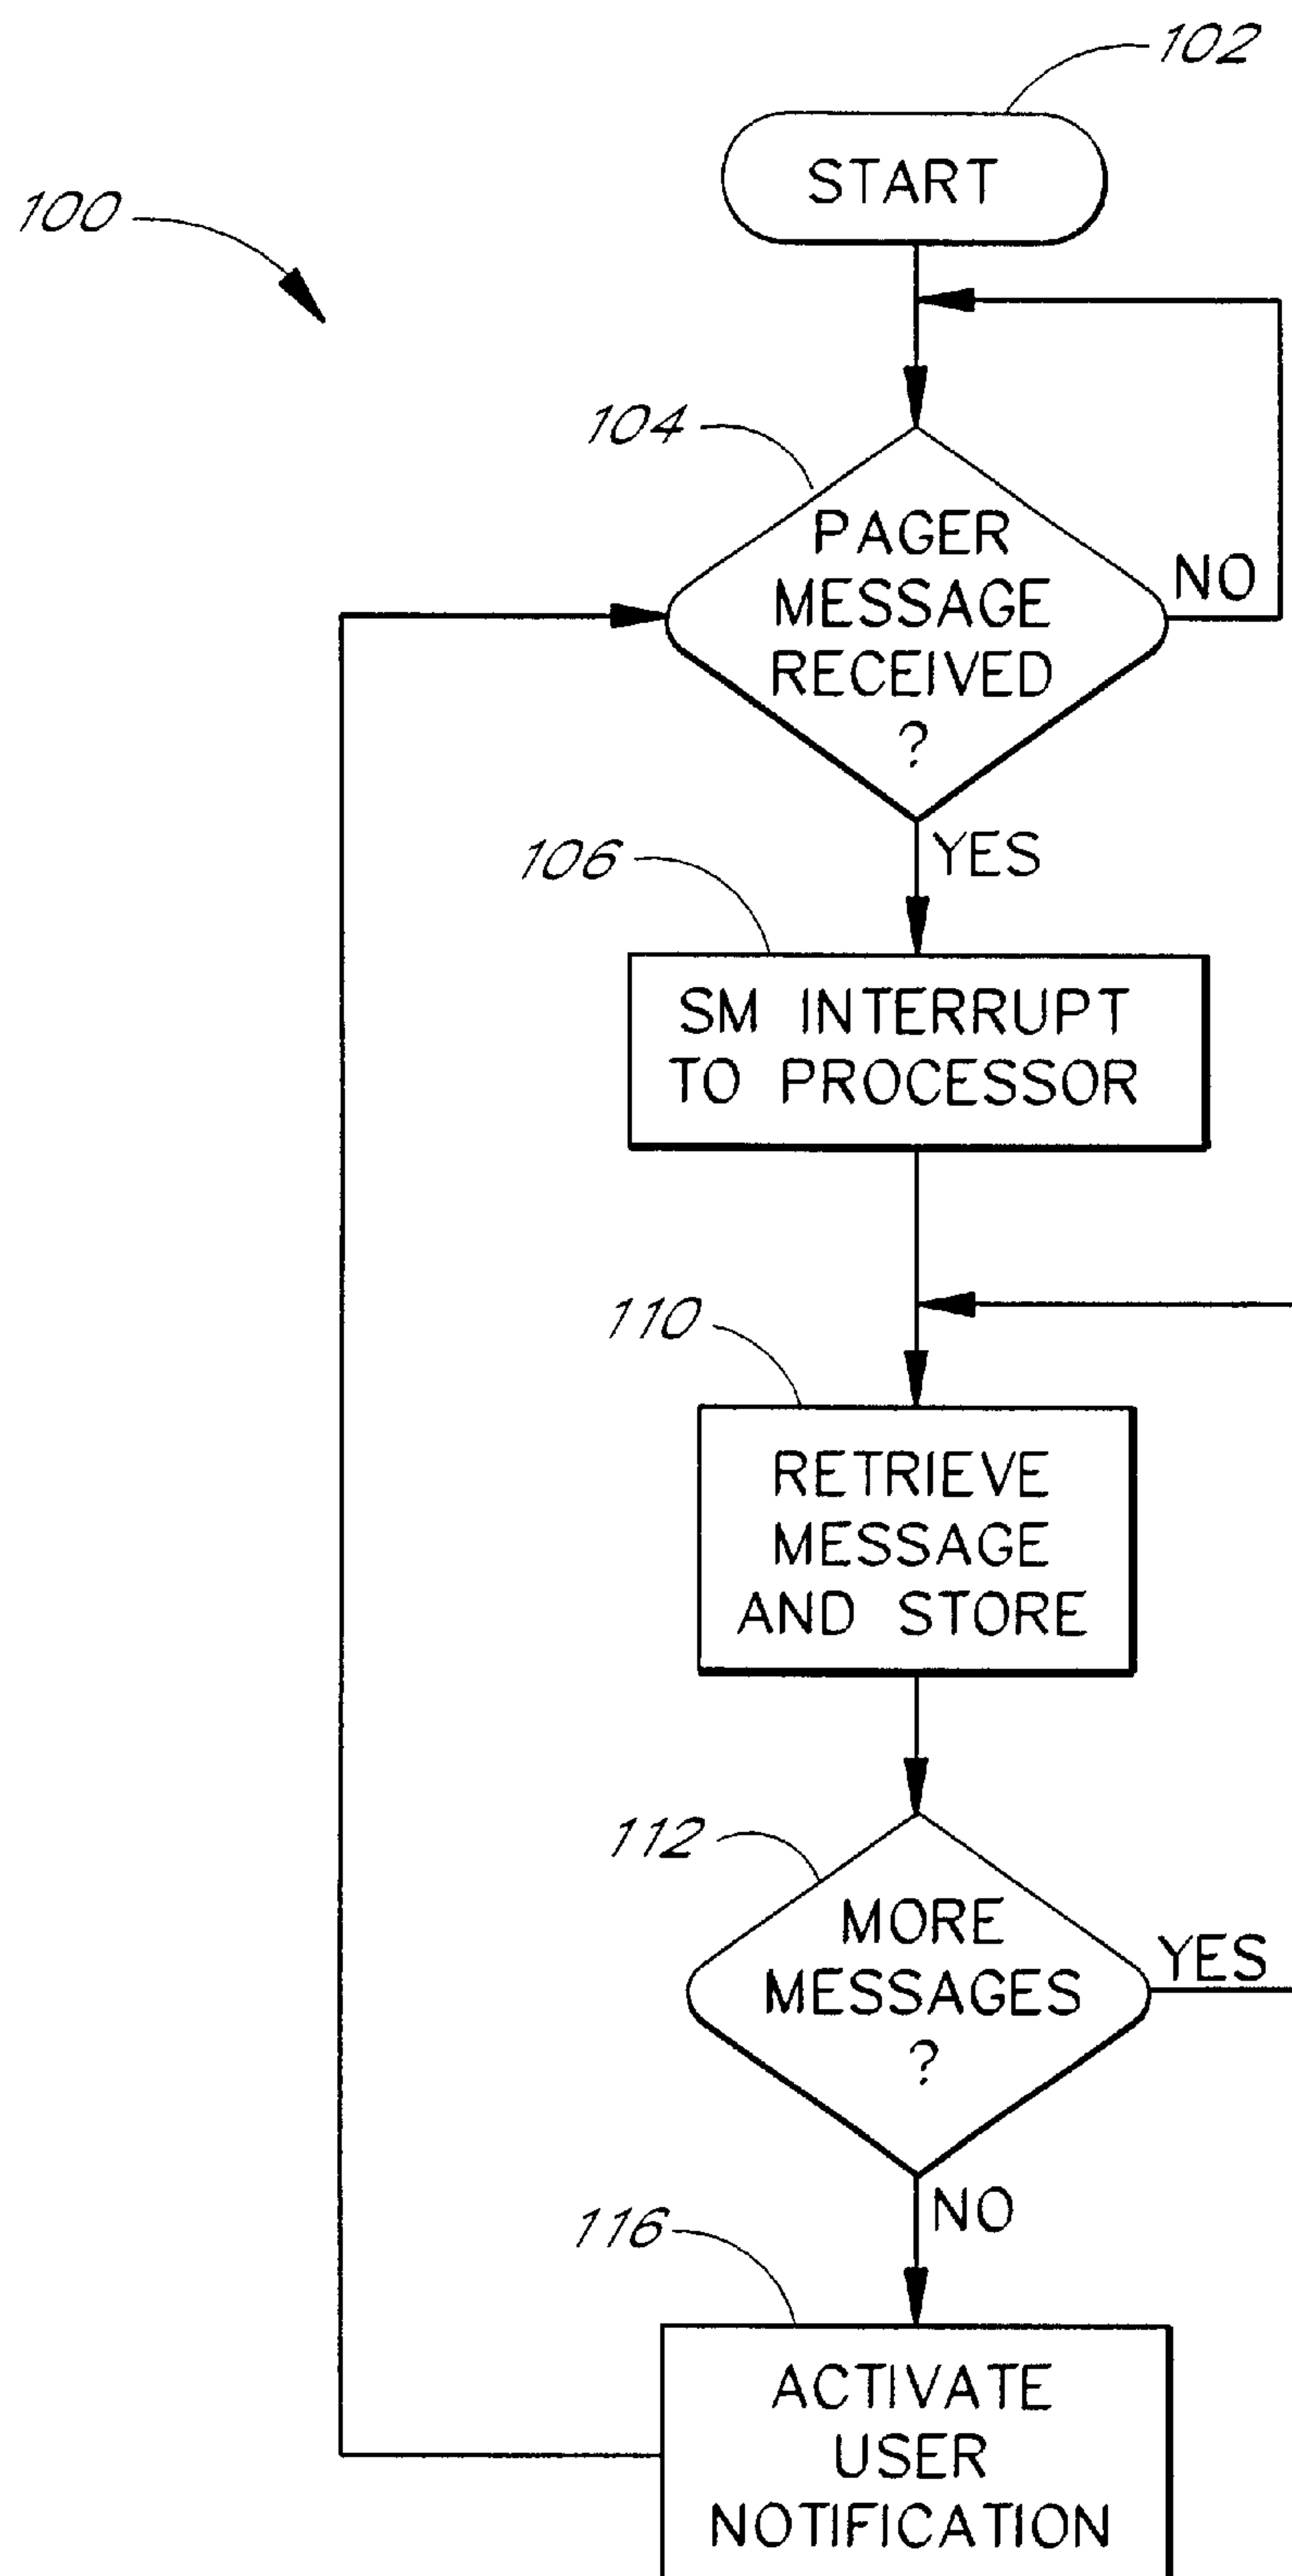 102
START
100
104
PAGER
MESSAGE
RECEIVED
?
NO
YES
106
SM INTERRUPT
TO PROCESSOR
110
RETRIEVE
MESSAGE
AND STORE
112
MORE
MESSAGES
?
YES
NO
116
ACTIVATE
USER
NOTIFICATION